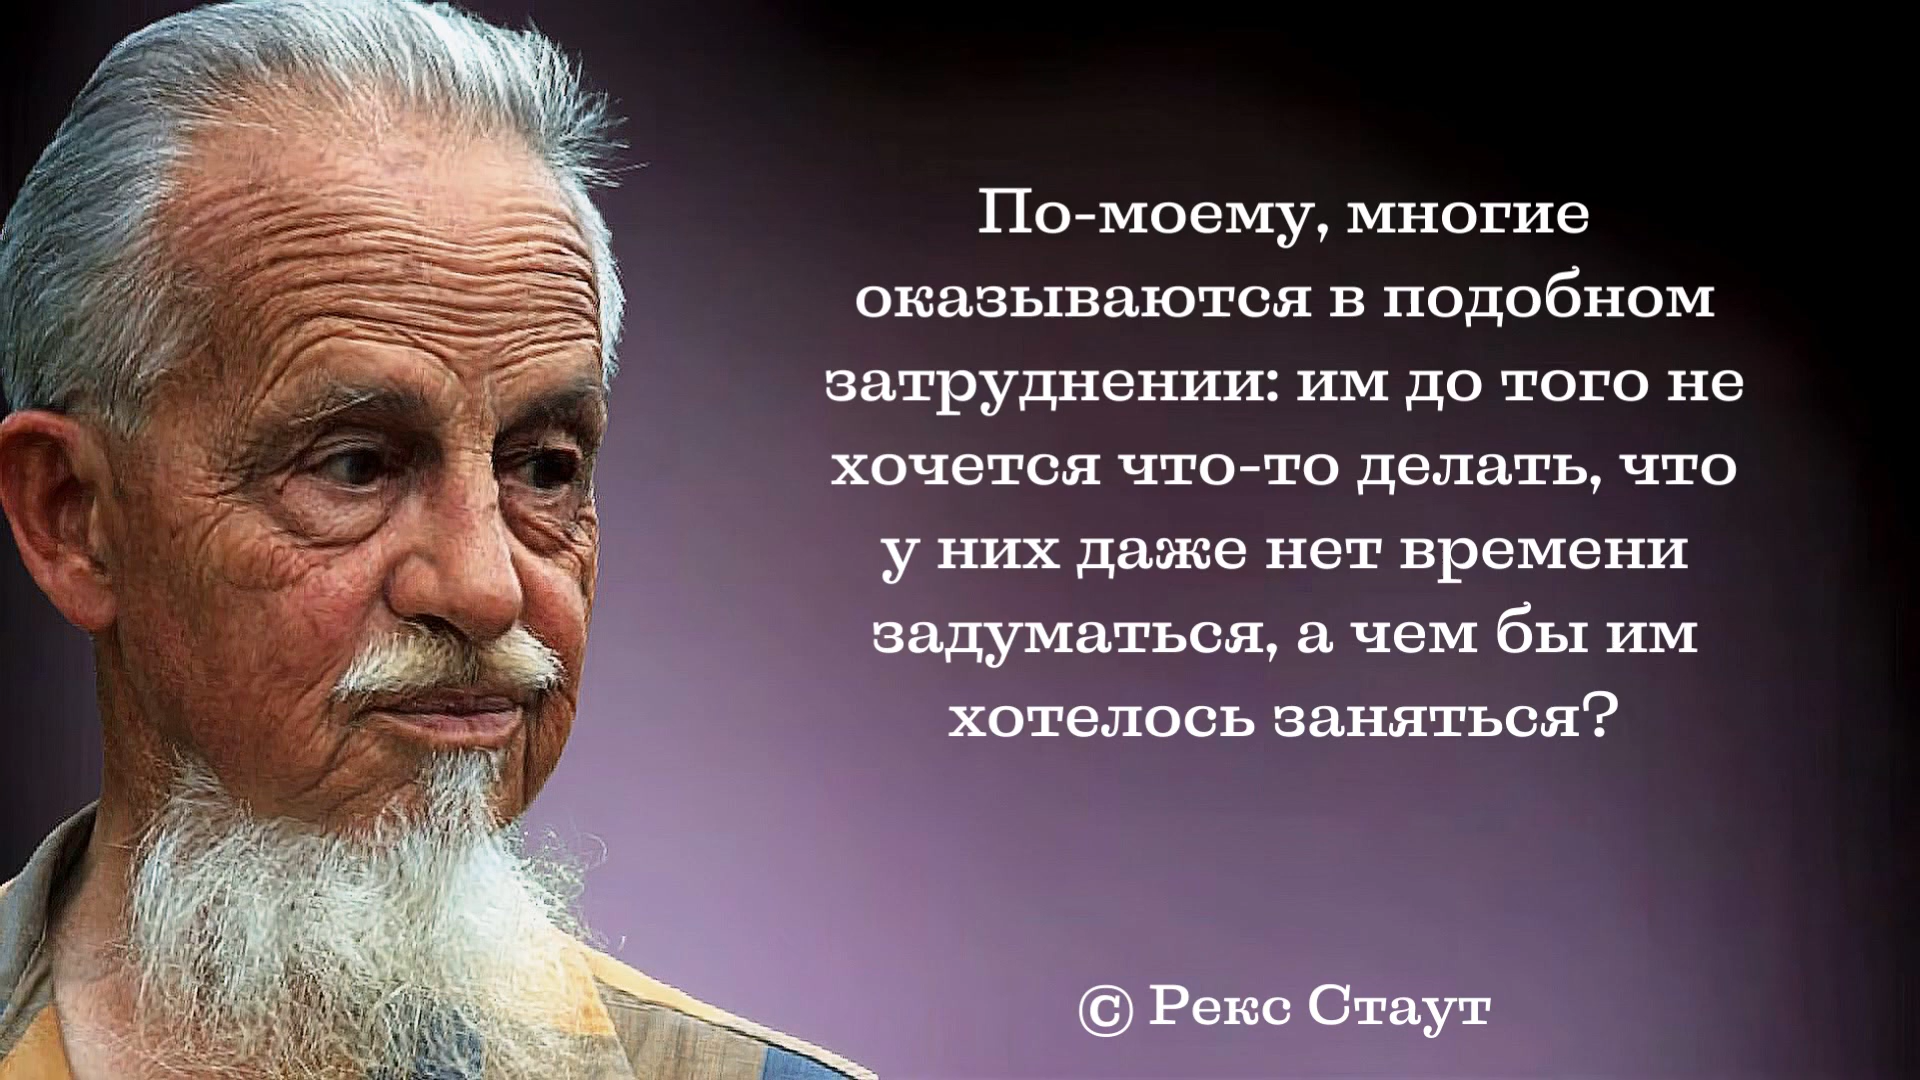 По-моему, многие
оказываются в подобном
затруднении: им до того не
хочется что-то делать, что
у них даже нет времени
задуматься, а чем бы им
хотелось заняться?
© Рекс Стаут